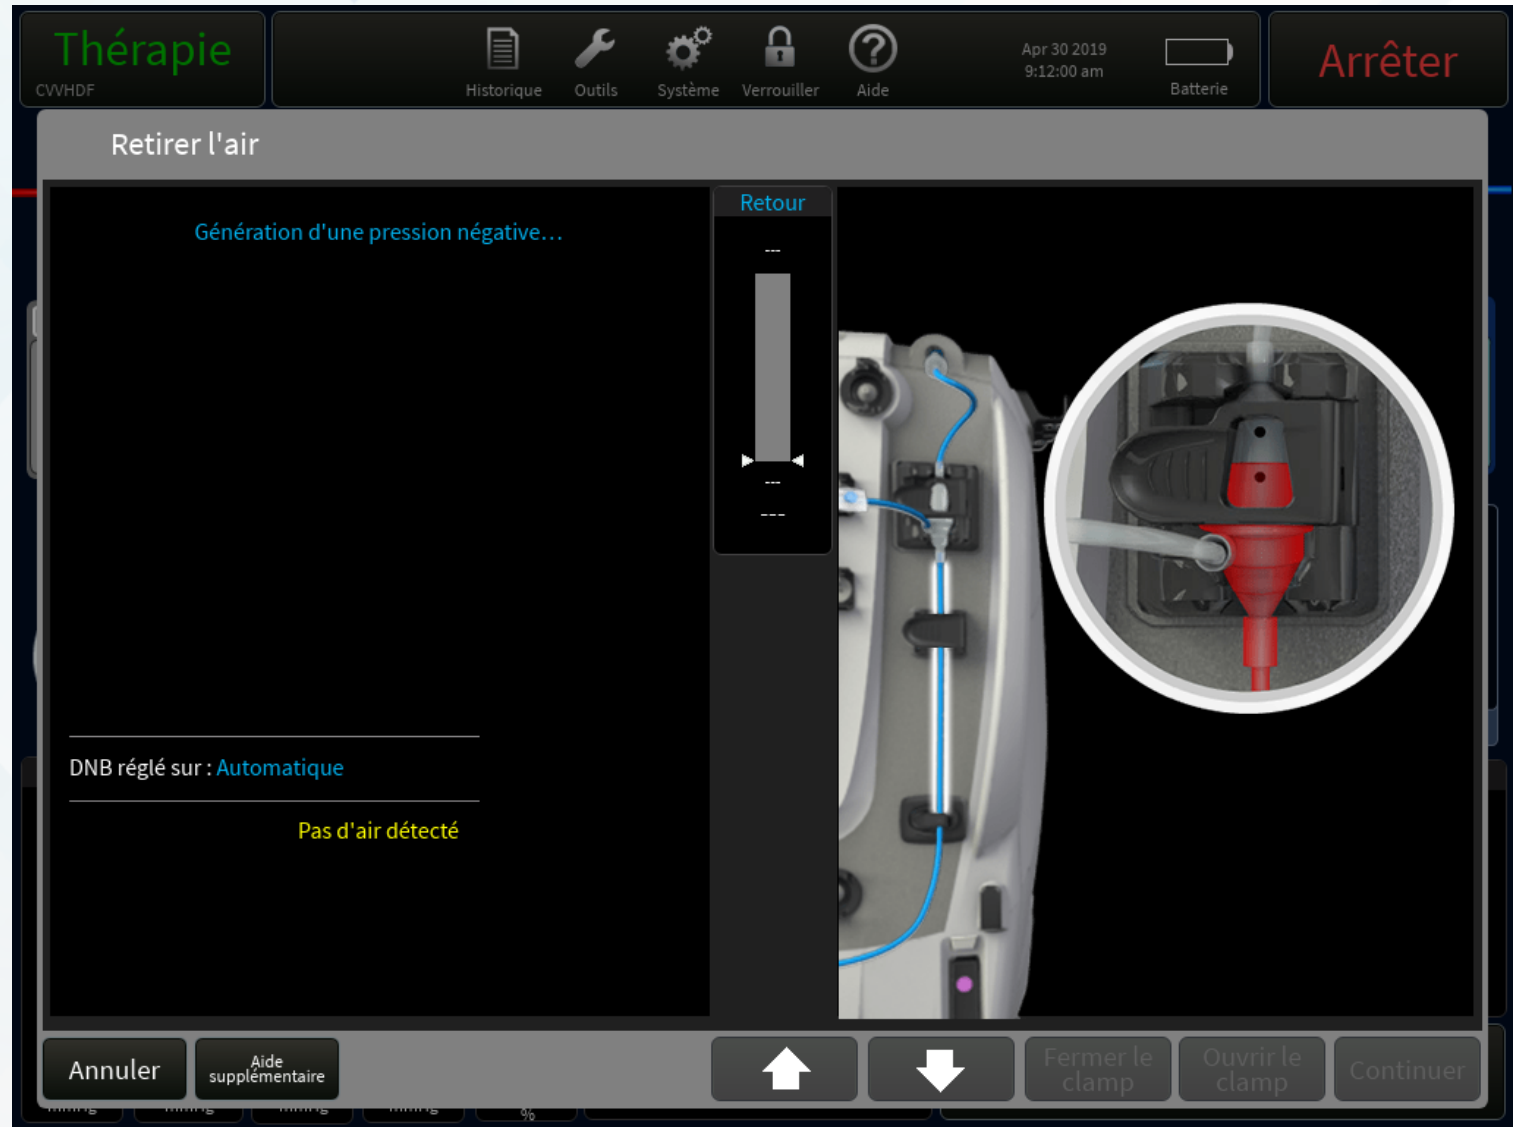 Thérapie
CVVHDF
Historique
Outils
Système
Verrouiller
Aide
Apr 30 2019
9:12:00 am
Batterie
Arrêter
Retirer l'air
Génération d'une pression négative...
Retour
---
---
---
DNB réglé sur : Automatique
Pas d'air détecté
Annuler
Aide
supplémentaire
Fermer le
clamp
Ouvrir le
clamp
Continuer
%